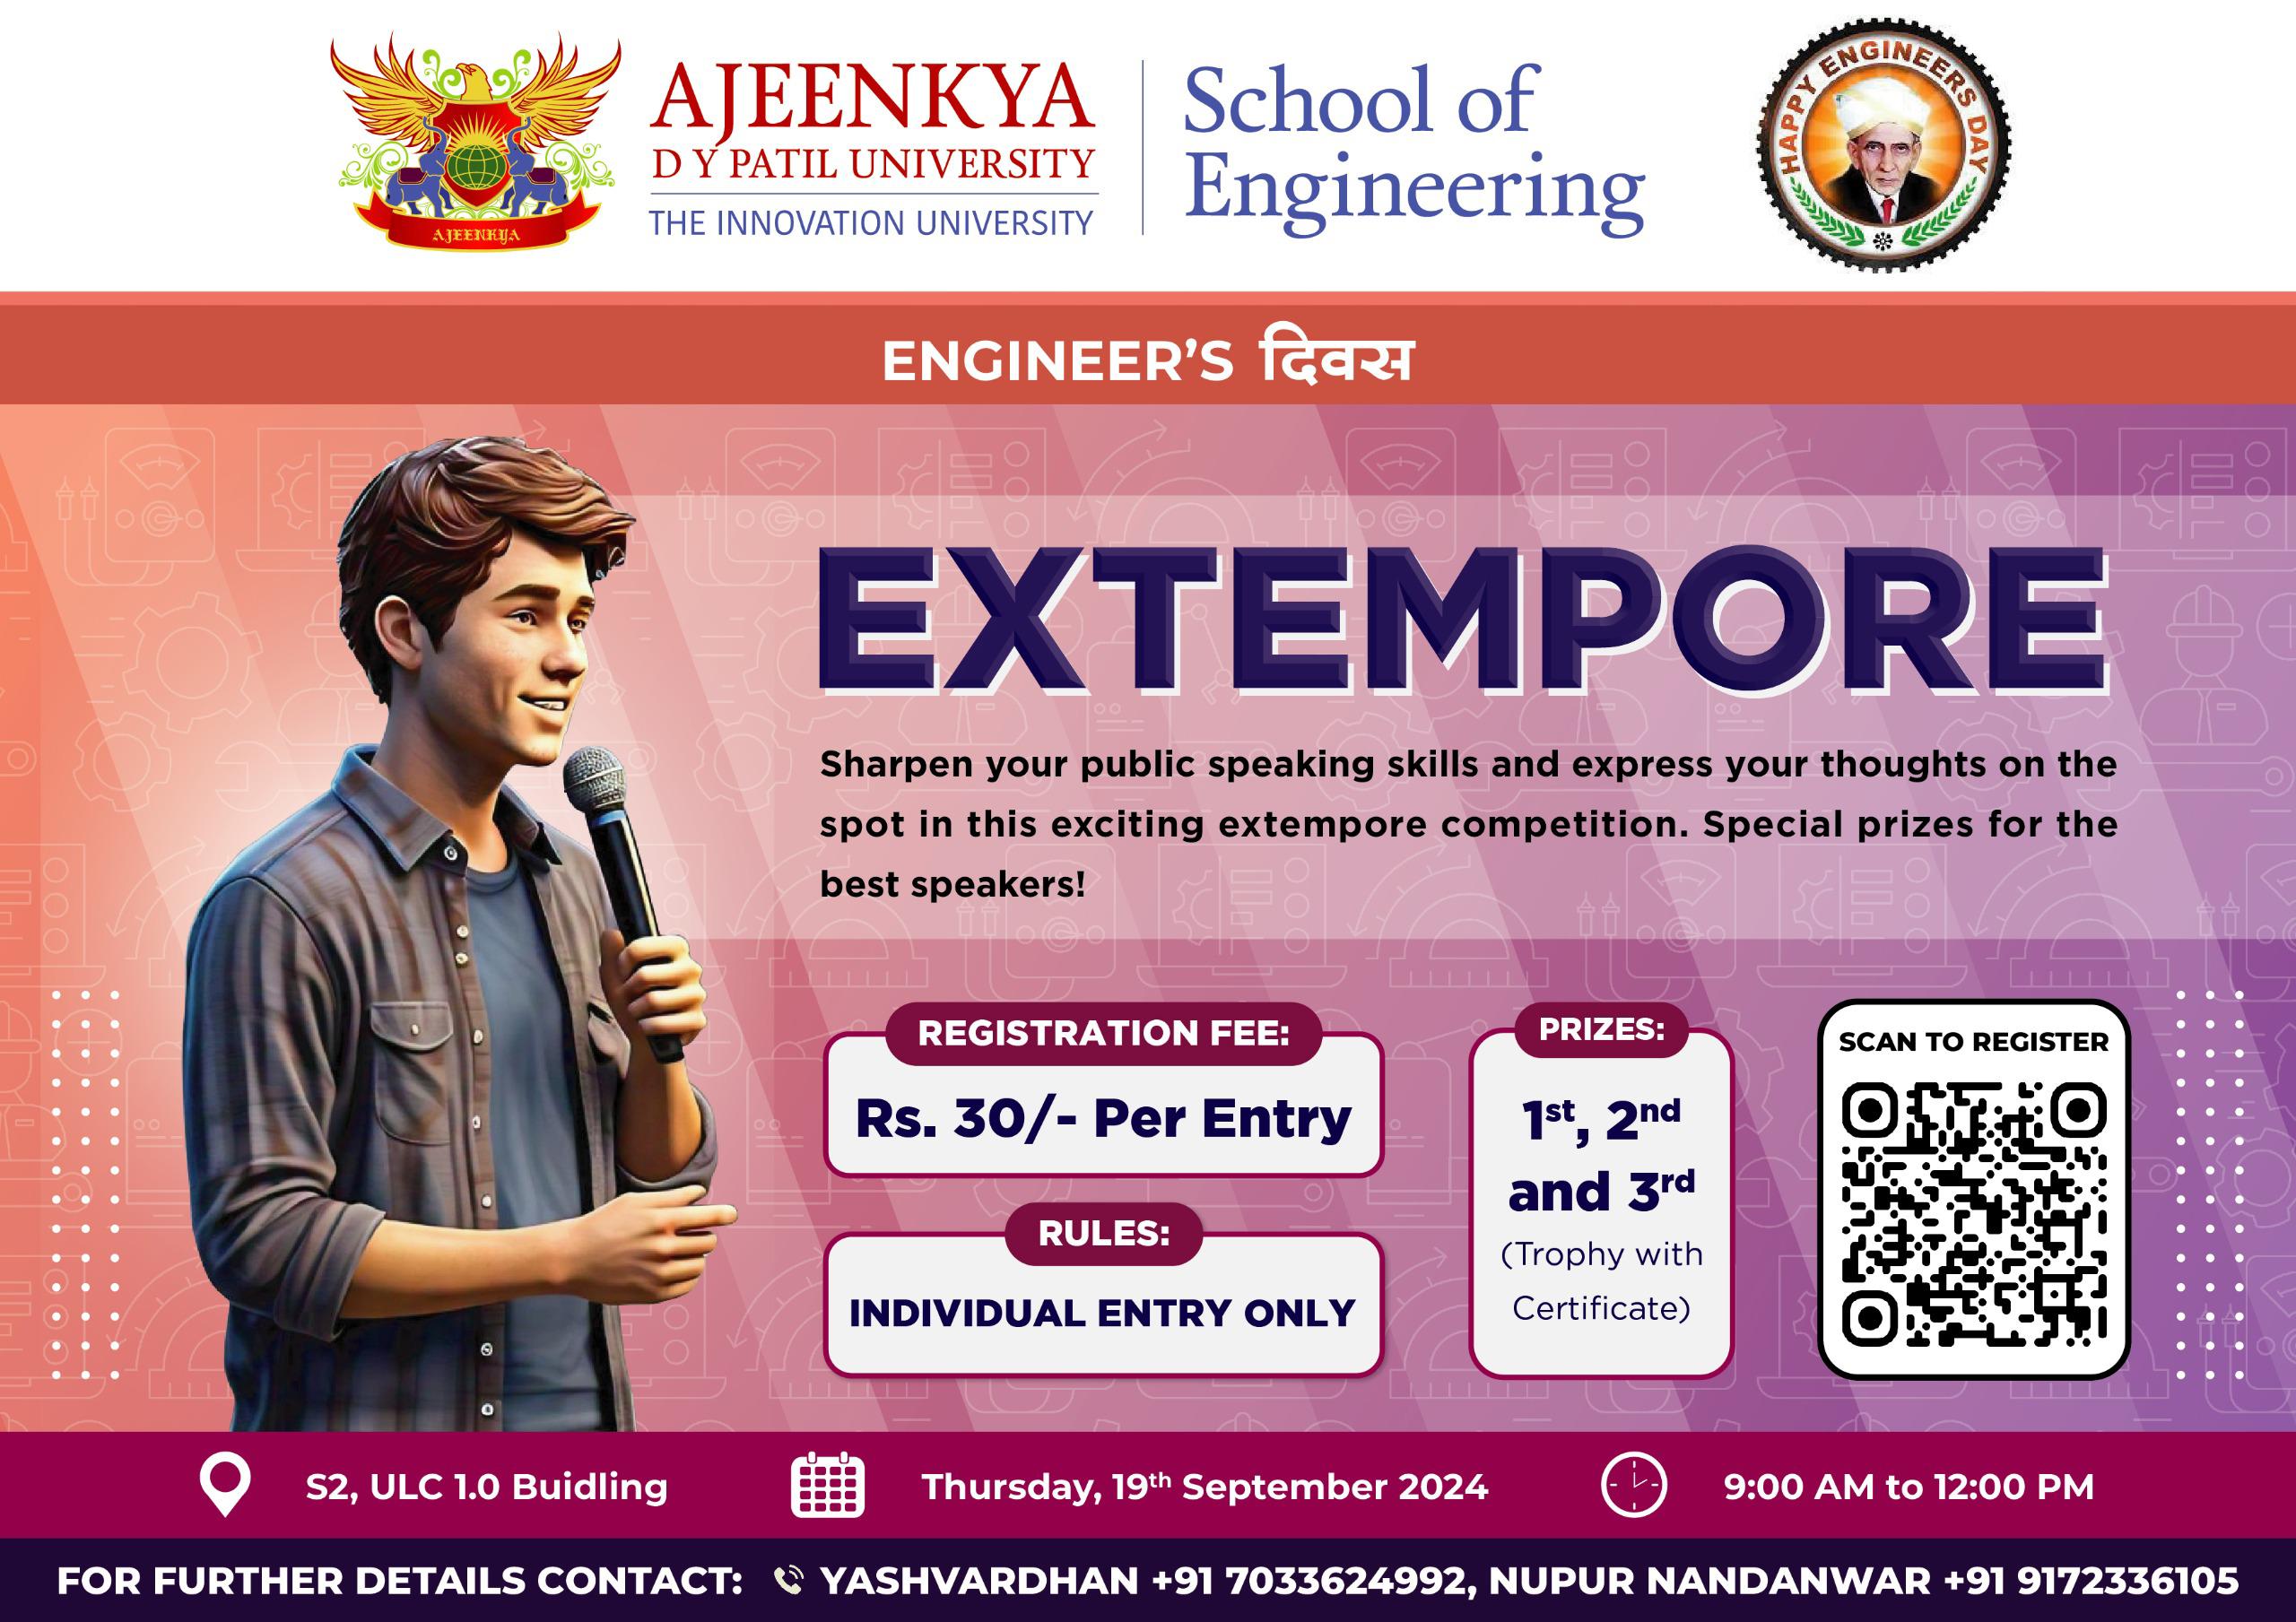 AJEENKYA
D Y PATIL UNIVERSITY
THE INNOVATION UNIVERSITY
AJEENKYA
School of
Engineering
HAPPY ENGINEERS DAY
ENGINEER'S दिवस
EXTEMPORE
Sharpen your public speaking skills and express your thoughts on the
spot in this exciting extempore competition. Special prizes for the
best speakers!
REGISTRATION FEE:
Rs. 30/- Per Entry
RULES:
INDIVIDUAL ENTRY ONLY
PRIZES:
1st, 2nd
and 3rd
(Trophy with
Certificate)
SCAN TO REGISTER
S2, ULC 1.0 Buidling
Thursday, 19th September 2024
9:00 AM to 12:00 PM
FOR FURTHER DETAILS CONTACT: YASHVARDHAN +91 7033624992, NUPUR NANDANWAR +91 9172336105